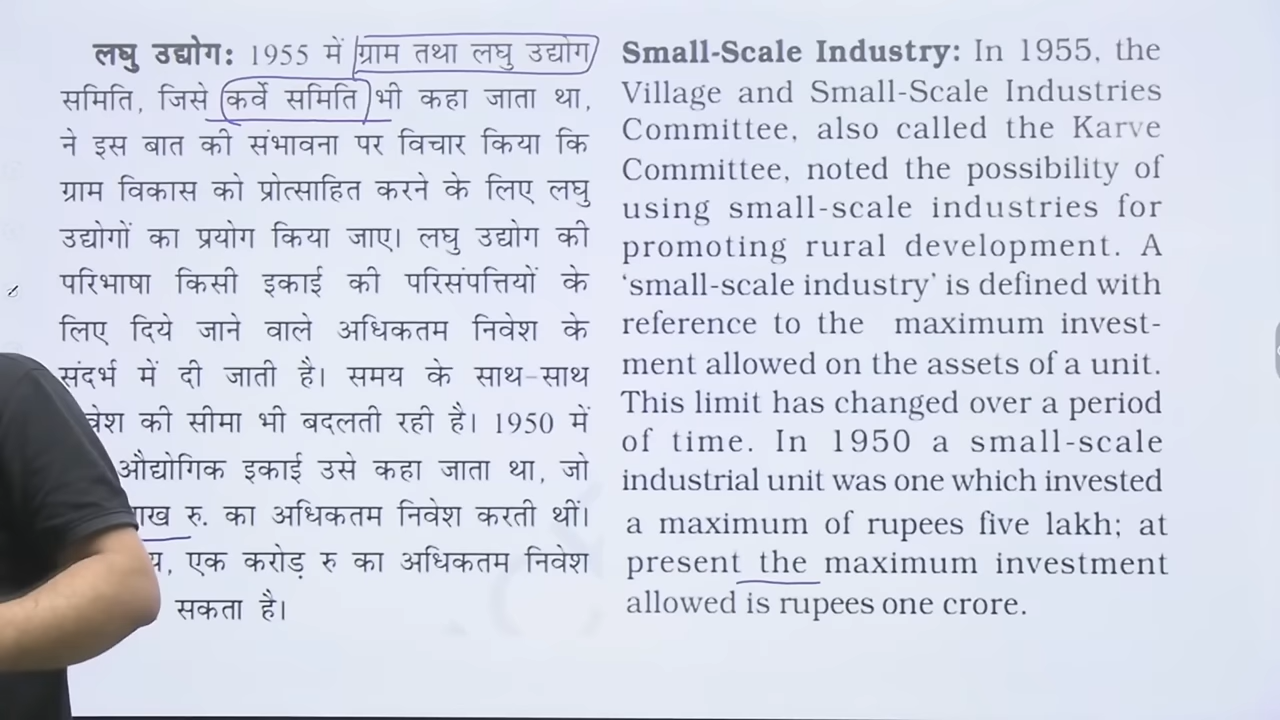 लघु उद्योग: 1955 में ग्राम तथा लघु उद्योग
समिति, जिसे कर्वे समिति भी कहा जाता था,
ने इस बात की संभावना पर विचार किया कि
ग्राम विकास को प्रोत्साहित करने के लिए लघु
उद्योगों का प्रयोग किया जाए। लघु उद्योग की
परिभाषा किसी इकाई की परिसंपत्तियों के
लिए दिये जाने वाले अधिकतम निवेश के
संदर्भ में दी जाती है। समय के साथ-साथ
की सीमा भी बदलती रही है। 1950 में
औद्योगिक इकाई उसे कहा जाता था, जो
रु. का अधिकतम निवेश करती थीं।
एक करोड़ रु का अधिकतम निवेश
सकता है।
Small-Scale Industry: In 1955, the
Village and Small-Scale Industries
Committee, also called the Karve
Committee, noted the possibility of
using small-scale industries for
promoting rural development. A
‘small-scale industry’ is defined with
reference to the maximum invest-
ment allowed on the assets of a unit.
This limit has changed over a period
of time. In 1950 a small-scale
industrial unit was one which invested
a maximum of rupees five lakh; at
present the maximum investment
allowed is rupees one crore.